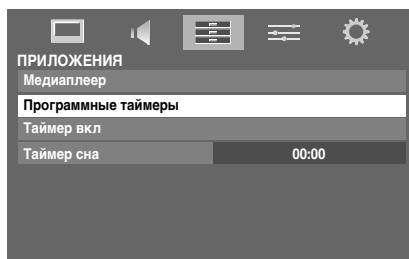 ПРИЛОЖЕНИЯ
Медиаплеер
Программные таймеры
Таймер вкл
Таймер сна 00:00